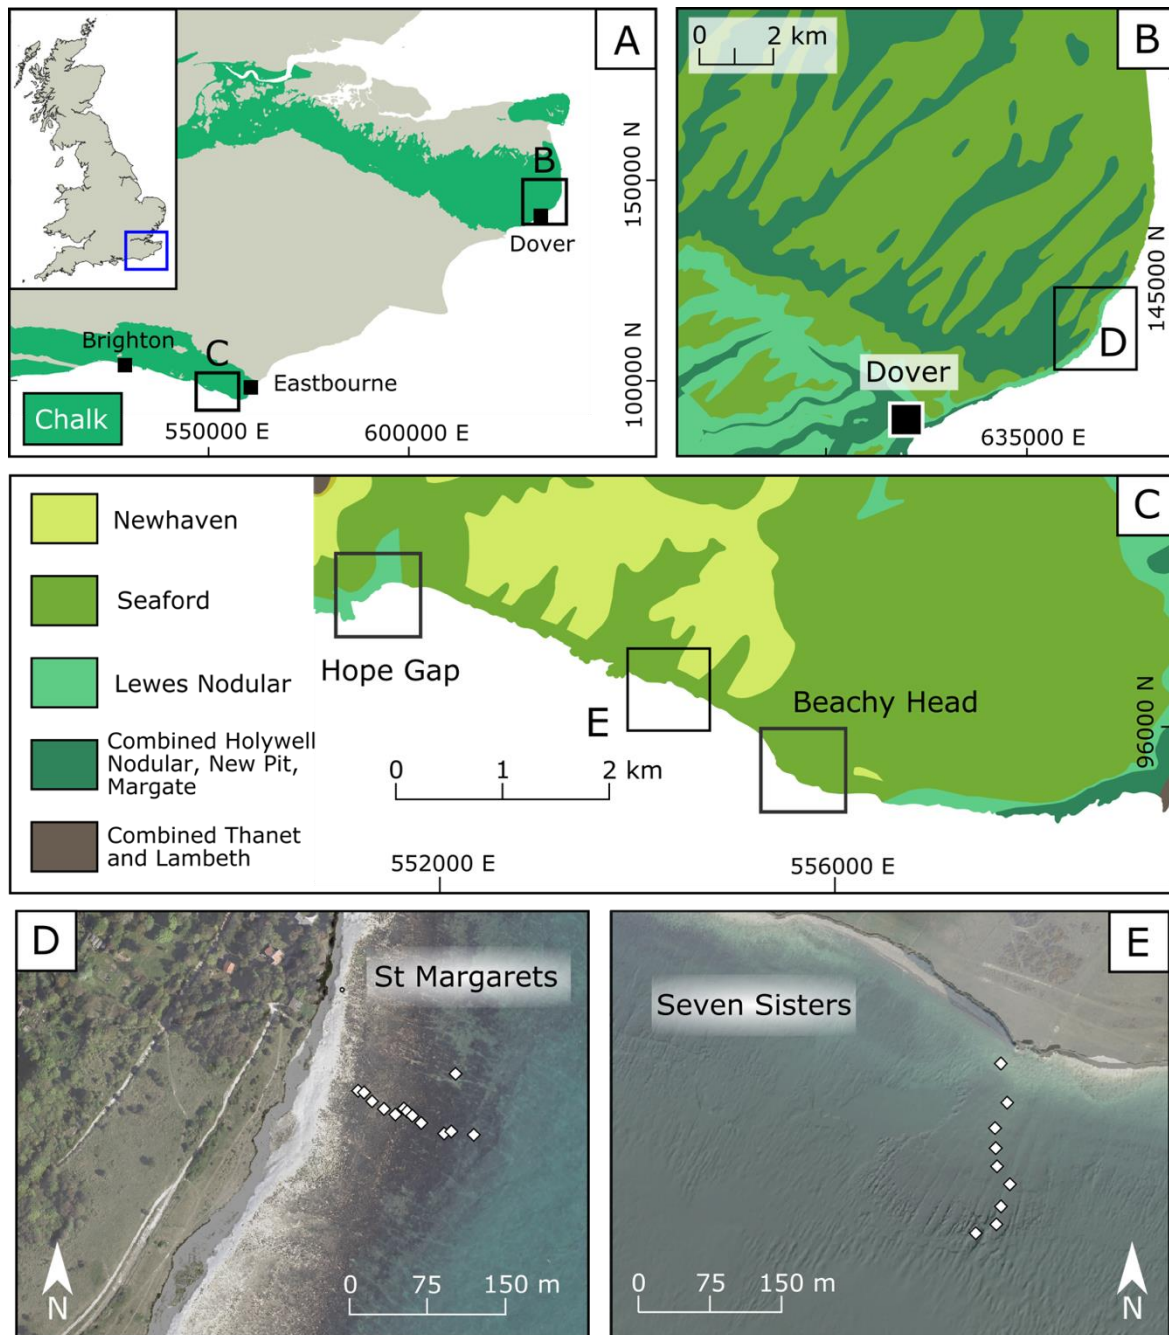 A
B
Dover
150000 N
Brighton
C
Eastbourne
100000 N
Chalk
550000 E
600000 E
B
0 2 km
145000 N
D
Dover
635000 E
C
Newhaven
Seaford
Lewes Nodular
Combined Holywell
Nodular, New Pit,
Margate
Combined Thanet
and Lambeth
Hope Gap
E
Beachy Head
96000 N
0 1 2 km
552000 E
556000 E
D
St Margarets
N
0 75 150 m
E
Seven Sisters
0 75 150 m
N